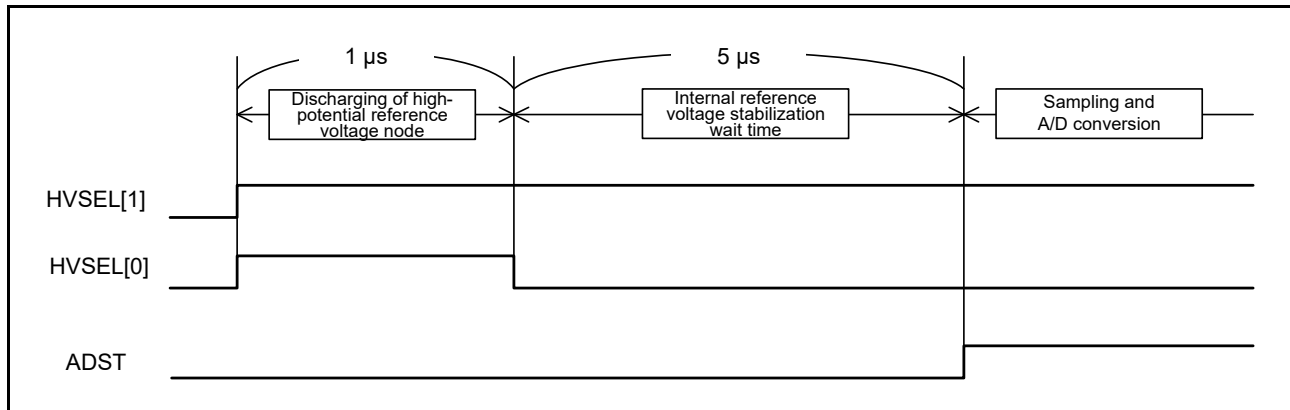 1 µs
5 µs
Discharging of high-
potential reference
voltage node
Internal reference
voltage stabilization
wait time
Sampling and
A/D conversion
HVSEL[1]
HVSEL[0]
ADST